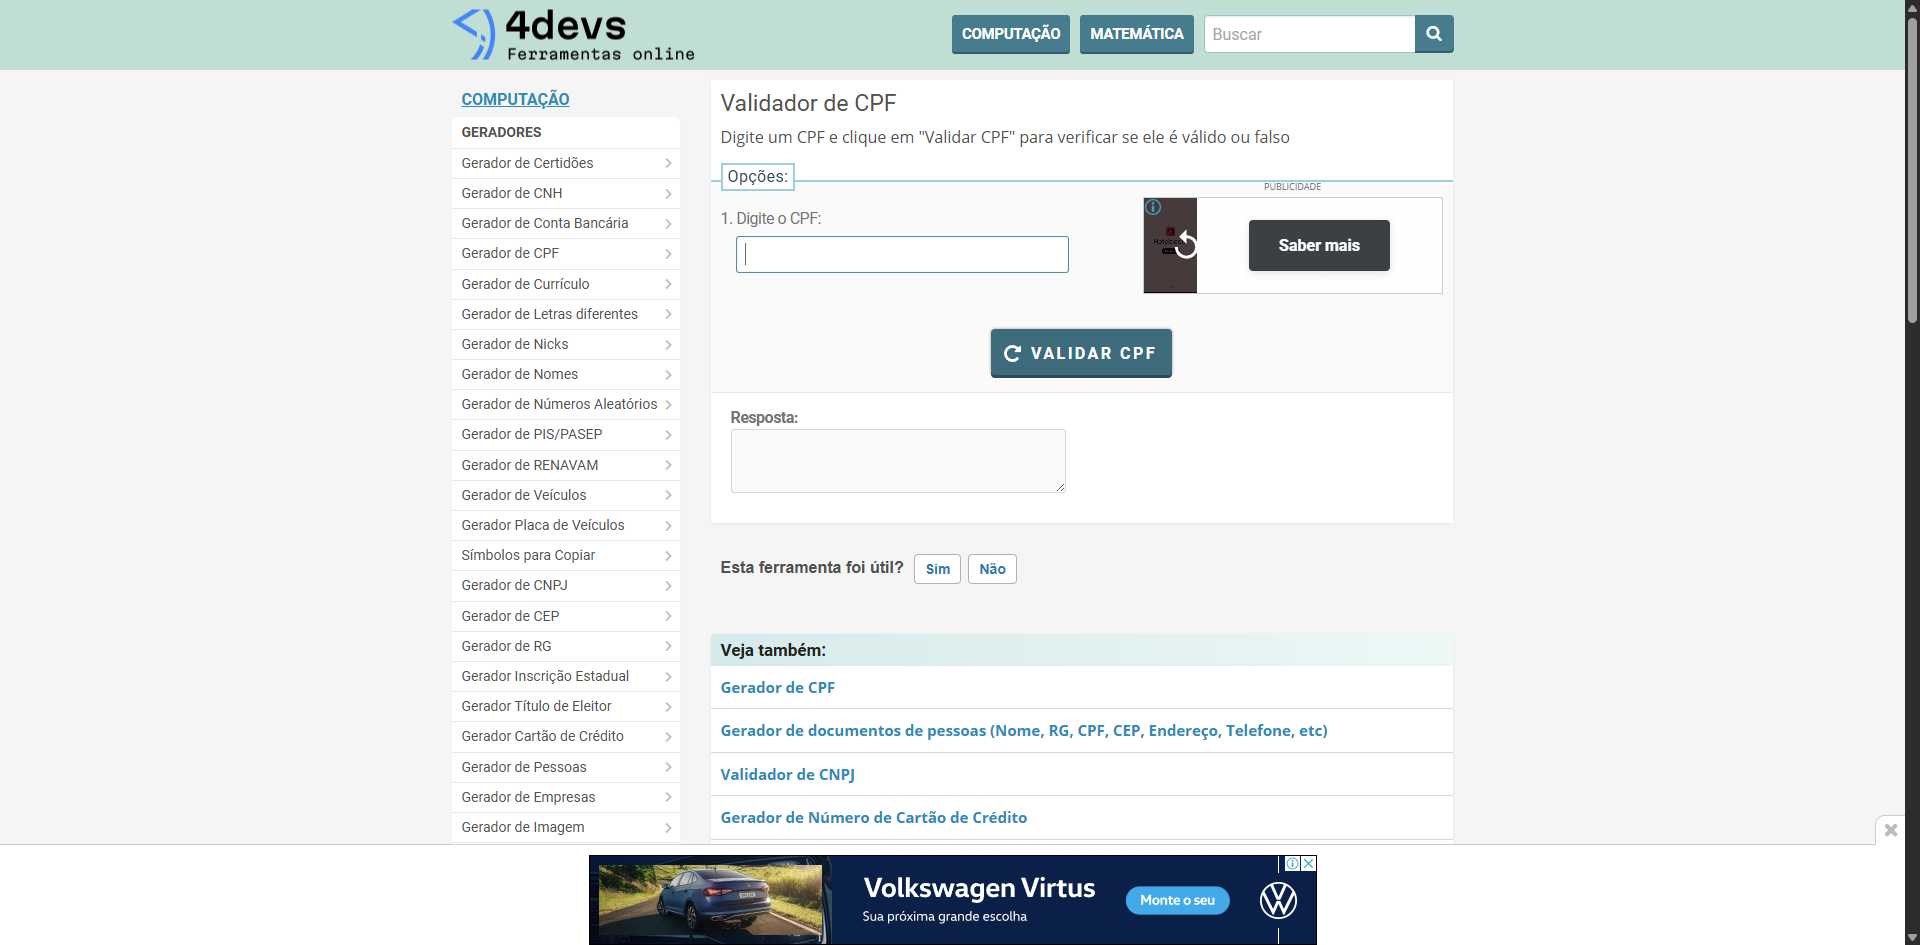 4devs
Ferramentas online
COMPUTAÇÃO
MATEMÁTICA
Buscar
COMPUTAÇÃO
GERADORES
Gerador de Certidões
Gerador de CNH
Gerador de Conta Bancária
Gerador de CPF
Gerador de Currículo
Gerador de Letras diferentes
Gerador de Nicks
Gerador de Nomes
Gerador de Números Aleatórios
Gerador de PIS/PASEP
Gerador de RENAVAM
Gerador de Veículos
Gerador Placa de Veículos
Símbolos para Copiar
Gerador de CNPJ
Gerador de CEP
Gerador de RG
Gerador Inscrição Estadual
Gerador Título de Eleitor
Gerador Cartão de Crédito
Gerador de Pessoas
Gerador de Empresas
Gerador de Imagem
Validador de CPF
Digite um CPF e clique em "Validar CPF" para verificar se ele é válido ou falso
Opções:
PUBLICIDADE
1. Digite o CPF:
Saber mais
VALIDAR CPF
Resposta:
Esta ferramenta foi útil?
Sim
Não
Veja também:
Gerador de CPF
Gerador de documentos de pessoas (Nome, RG, CPF, CEP, Endereço, Telefone, etc)
Validador de CNPJ
Gerador de Número de Cartão de Crédito
Volkswagen Virtus
Sua próxima grande escolha
Monte o seu